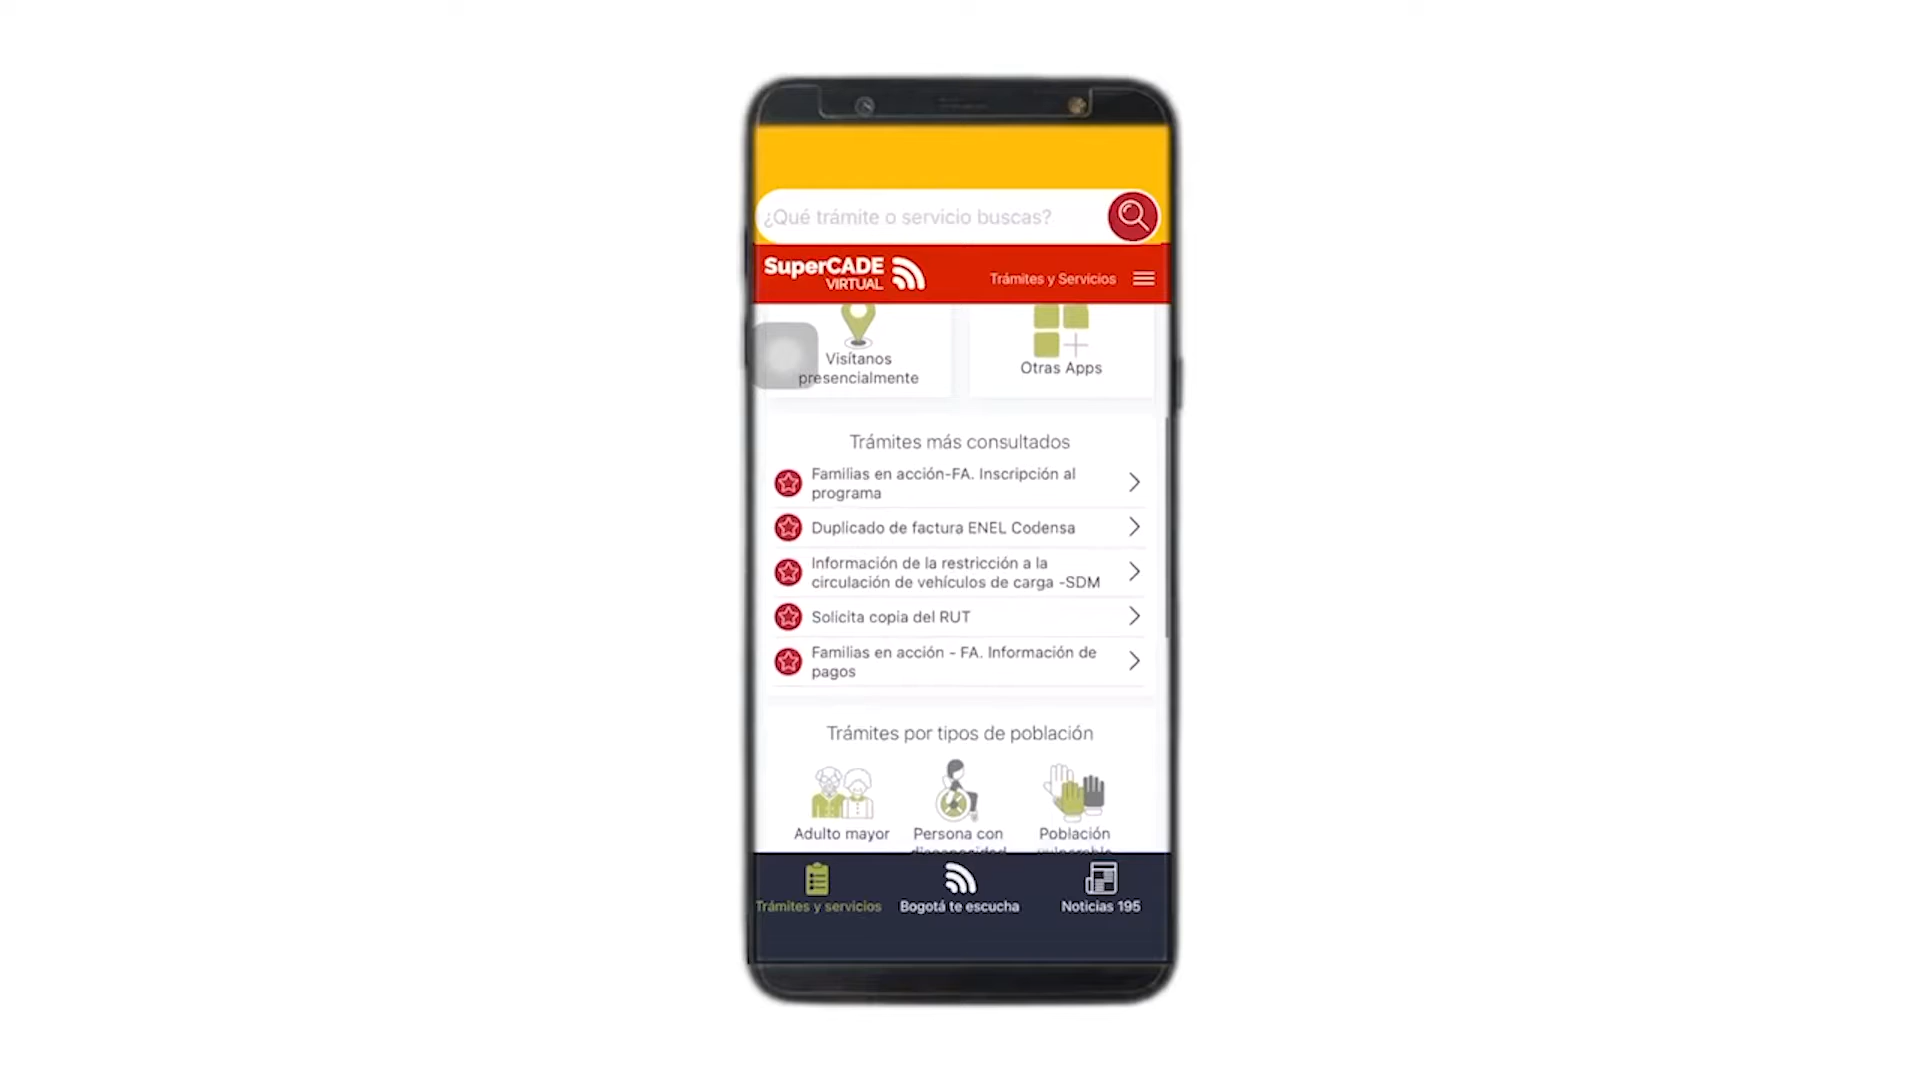 ¿Qué trámite o servicio buscas?
SuperCADE
VIRTUAL
Trámites y Servicios
Visítanos
presencialmente
Otras Apps
Trámites más consultados
Familias en acción-FA. Inscripción al
programa
Duplicado de factura ENEL Codensa
Información de la restricción a la
circulación de vehículos de carga -SDM
Solicita copia del RUT
Familias en acción - FA. Información de
pagos
Trámites por tipos de población
Adulto mayor
Persona con
discapacidad
Población
vulnerable
Trámites y servicios
Bogotá te escucha
Noticias 195